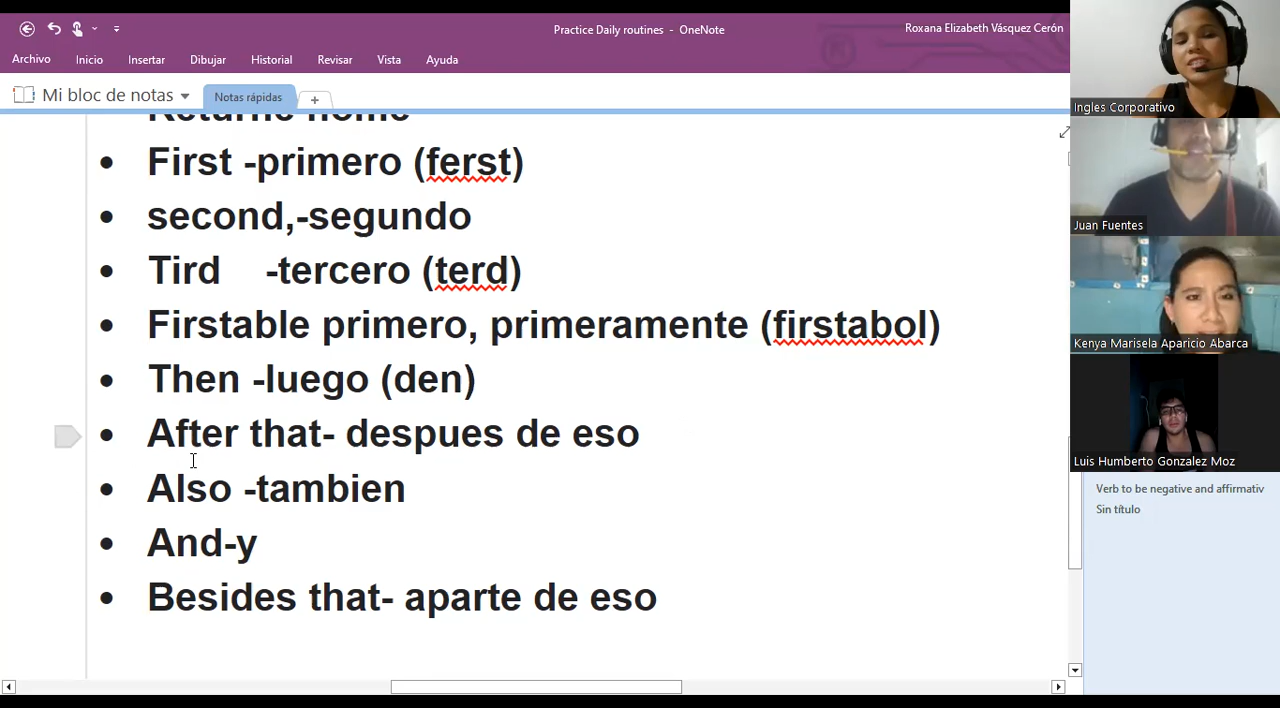 Practice Daily routines - OneNote
Roxana Elizabeth Vásquez Cerón
Archivo Inicio Insertar Dibujar Historial Revisar Vista Ayuda
Mi bloc de notas Notas rápidas
Returne home
First -primero (ferst)
second,-segundo
Tird -tercero (terd)
Firstable primero, primeramente (firstabol)
Then -luego (den)
After that- despues de eso
Also -tambien
And-y
Besides that- aparte de eso
Ingles Corporativo
Juan Fuentes
Kenya Marisela Aparicio Abarca
Luis Humberto Gonzalez Moz
Verb to be negative and affirmativ
Sin título